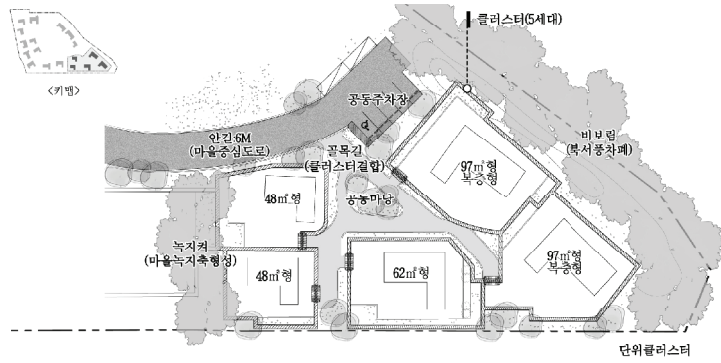 클러스터(5세대)
<키맵>
공동주차장
안길 6M
(마을중심도로)
골목길
(클러스터결합)
비보림
(북서풍차폐)
97㎡형
복층형
48㎡형
공동마당
녹지켜
(마을녹지축형성)
48㎡형
62㎡형
97㎡형
복층형
단위클러스터